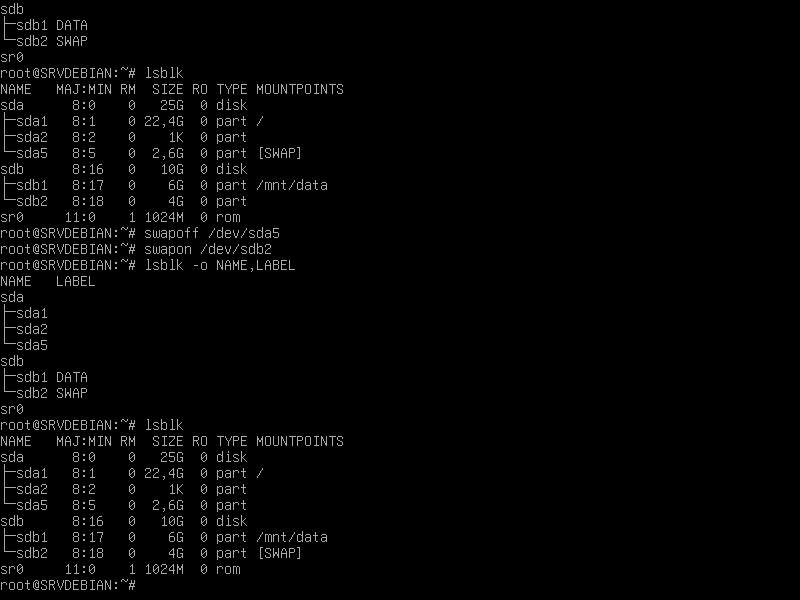 sdb
├─sdb1 DATA
└─sdb2 SWAP
sr0
root@SRVDEBIAN:~# lsblk
NAME   MAJ:MIN RM  SIZE RO TYPE MOUNTPOINTS
sda      8:0    0   25G  0 disk
├─sda1   8:1    0 22,4G  0 part /
├─sda2   8:2    0    1K  0 part
└─sda5   8:5    0  2,6G  0 part [SWAP]
sdb      8:16   0   10G  0 disk
├─sdb1   8:17   0    6G  0 part /mnt/data
└─sdb2   8:18   0    4G  0 part
sr0     11:0    1 1024M  0 rom
root@SRVDEBIAN:~# swapoff /dev/sda5
root@SRVDEBIAN:~# swapon /dev/sdb2
root@SRVDEBIAN:~# lsblk -o NAME,LABEL
NAME   LABEL
sda
├─sda1
├─sda2
└─sda5
sdb
├─sdb1 DATA
└─sdb2 SWAP
sr0
root@SRVDEBIAN:~# lsblk
NAME   MAJ:MIN RM  SIZE RO TYPE MOUNTPOINTS
sda      8:0    0   25G  0 disk
├─sda1   8:1    0 22,4G  0 part /
├─sda2   8:2    0    1K  0 part
└─sda5   8:5    0  2,6G  0 part
sdb      8:16   0   10G  0 disk
├─sdb1   8:17   0    6G  0 part /mnt/data
└─sdb2   8:18   0    4G  0 part [SWAP]
sr0     11:0    1 1024M  0 rom
root@SRVDEBIAN:~#